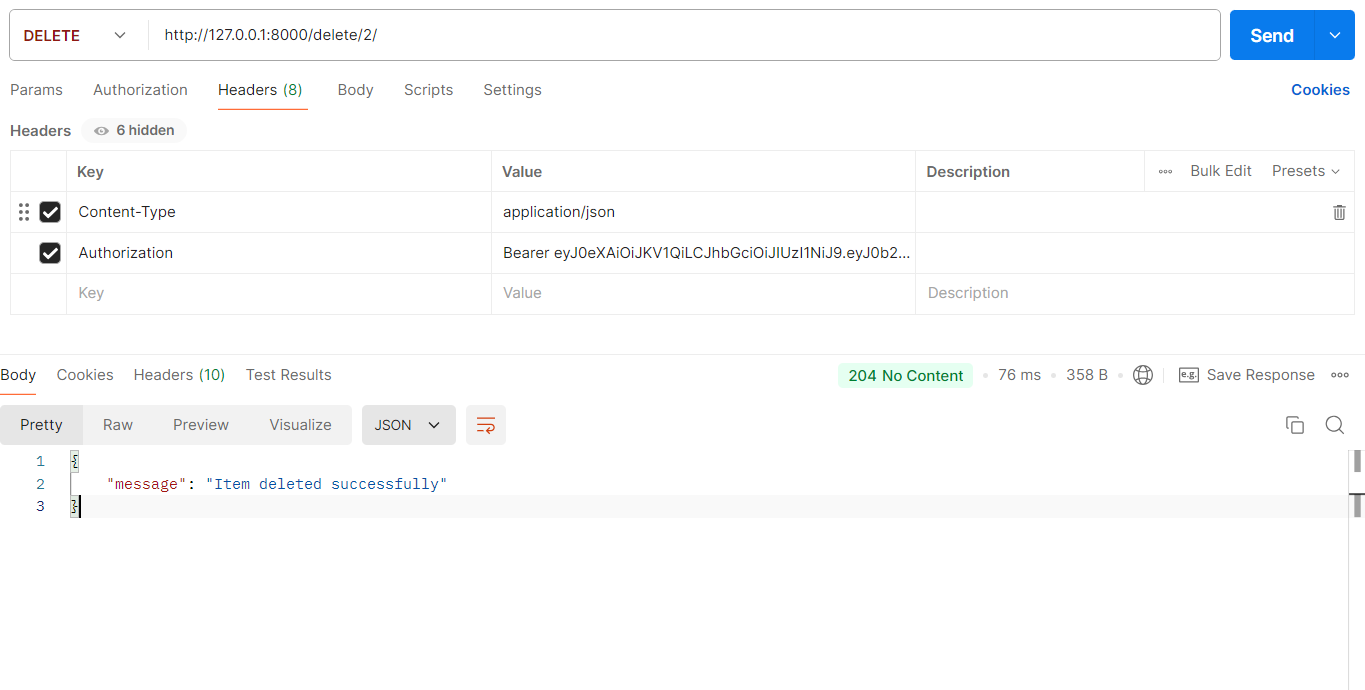 DELETE http://127.0.0.1:8000/delete/2/ Send
Params Authorization Headers (8) Body Scripts Settings Cookies
Headers 6 hidden
Key Value Description Bulk Edit Presets
Content-Type application/json
Authorization Bearer eyJ0eXAiOiJKV1QiLCJhbGciOiJIUzI1NiJ9.eyJ0b2...
Key Value Description
Body Cookies Headers (10) Test Results 204 No Content 76 ms 358 B e.g. Save Response
Pretty Raw Preview Visualize JSON
1 {
2 "message": "Item deleted successfully"
3 }